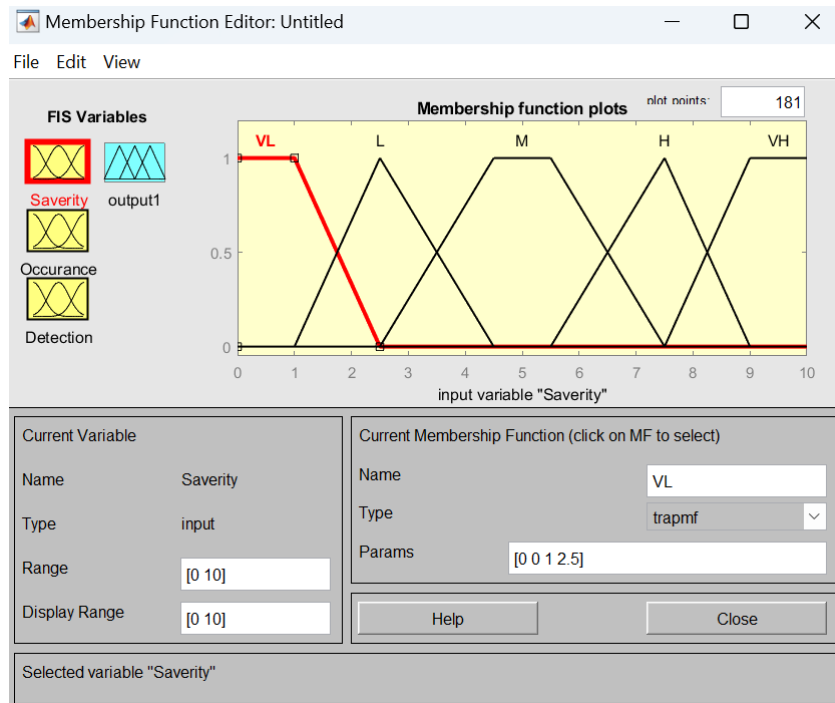 Membership Function Editor: Untitled
File Edit View
FIS Variables
Saverity
output1
Occurance
Detection
Membership function plots
plot points:
181
VL L M H VH
1
0.5
0
0 1 2 3 4 5 6 7 8 9 10
input variable "Saverity"
Current Variable
Name Saverity
Type input
Range [0 10]
Display Range [0 10]
Current Membership Function (click on MF to select)
Name VL
Type trapmf
Params [0 0 1 2.5]
Help Close
Selected variable "Saverity"